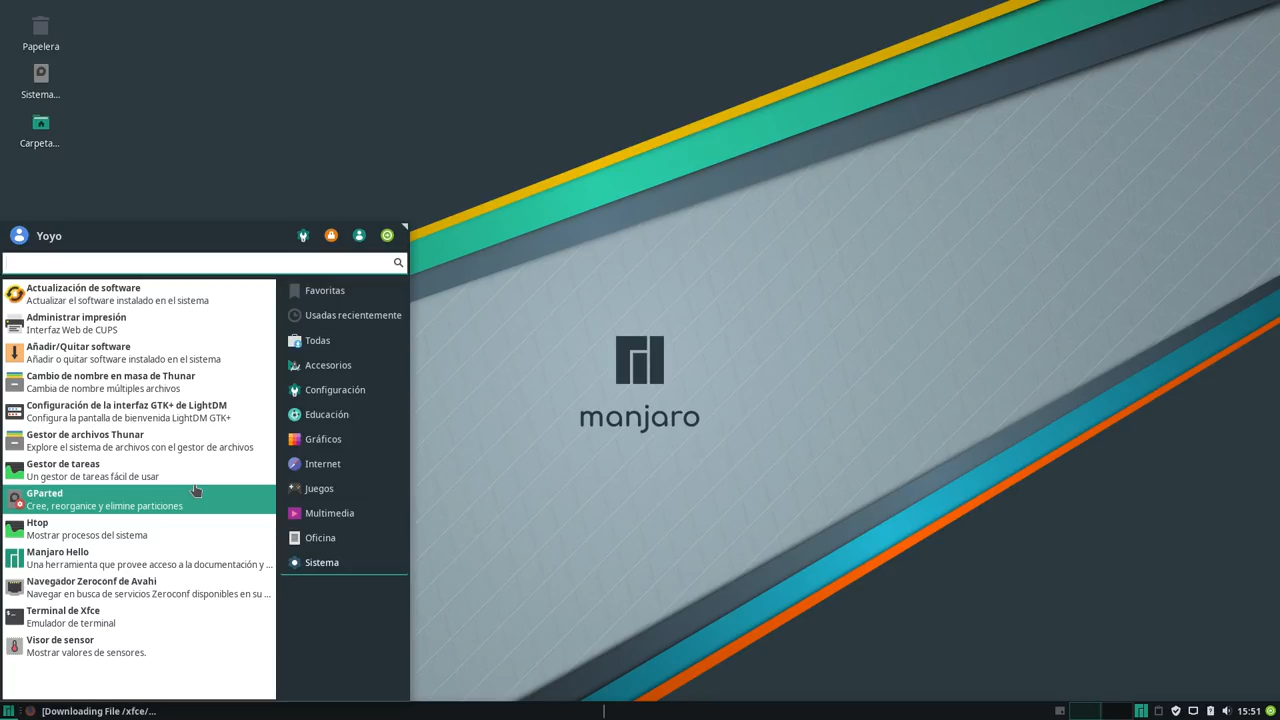 Papelera
Sistema...
Carpeta...
Yoyo
Actualización de software
Actualizar el software instalado en el sistema
Administrar impresión
Interfaz Web de CUPS
Añadir/Quitar software
Añadir o quitar software instalado en el sistema
Cambio de nombre en masa de Thunar
Cambia de nombre múltiples archivos
Configuración de la interfaz GTK+ de LightDM
Configura la pantalla de bienvenida LightDM GTK+
Gestor de archivos Thunar
Explore el sistema de archivos con el gestor de archivos
Gestor de tareas
Un gestor de tareas fácil de usar
GParted
Cree, reorganice y elimine particiones
Htop
Mostrar procesos del sistema
Manjaro Hello
Una herramienta que provee acceso a la documentación y ...
Navegador Zeroconf de Avahi
Navegar en busca de servicios Zeroconf disponibles en su ...
Terminal de Xfce
Emulador de terminal
Visor de sensor
Mostrar valores de sensores.
Favoritas
Usadas recientemente
Todas
Accesorios
Configuración
Educación
Gráficos
Internet
Juegos
Multimedia
Oficina
Sistema
manjaro
[Downloading File /xfce/...
15:51